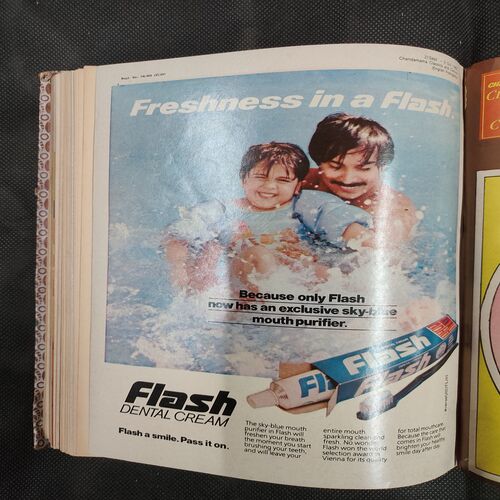 Freshness in a Flash.
Because only Flash
now has an exclusive sky-blue
mouth purifier.
Flash
Flash
Flash
DENTAL CREAM
Flash a smile. Pass it on.
The sky-blue mouth
purifier in Flash will
freshen your breath
the moment you start
brushing your teeth,
and will leave your
entire mouth
sparkling clean and
fresh. No wonder
Flash won the world
selection award in
Vienna for its quality
for total mouthcare.
Because the care that
comes in Flash will
brighten your healthy
smile day after day.